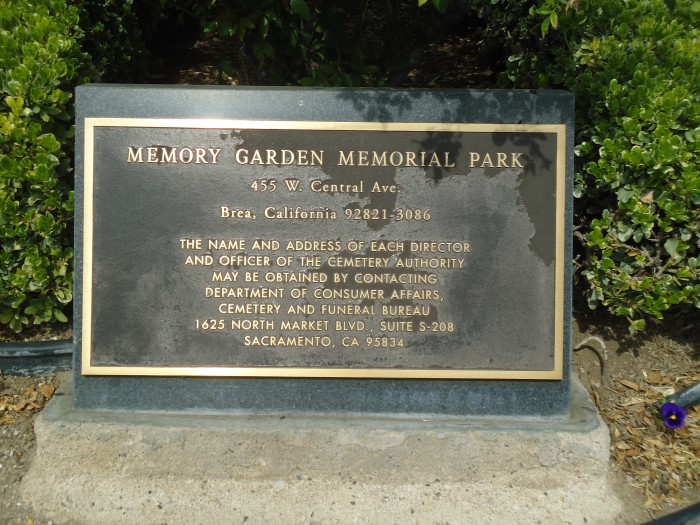 MEMORY GARDEN MEMORIAL PARK
455 W. Central Ave.
Brea, California 92821-3086
THE NAME AND ADDRESS OF EACH DIRECTOR
AND OFFICER OF THE CEMETERY AUTHORITY
MAY BE OBTAINED BY CONTACTING
DEPARTMENT OF CONSUMER AFFAIRS,
CEMETERY AND FUNERAL BUREAU
1625 NORTH MARKET BLVD., SUITE S-208
SACRAMENTO, CA 95834